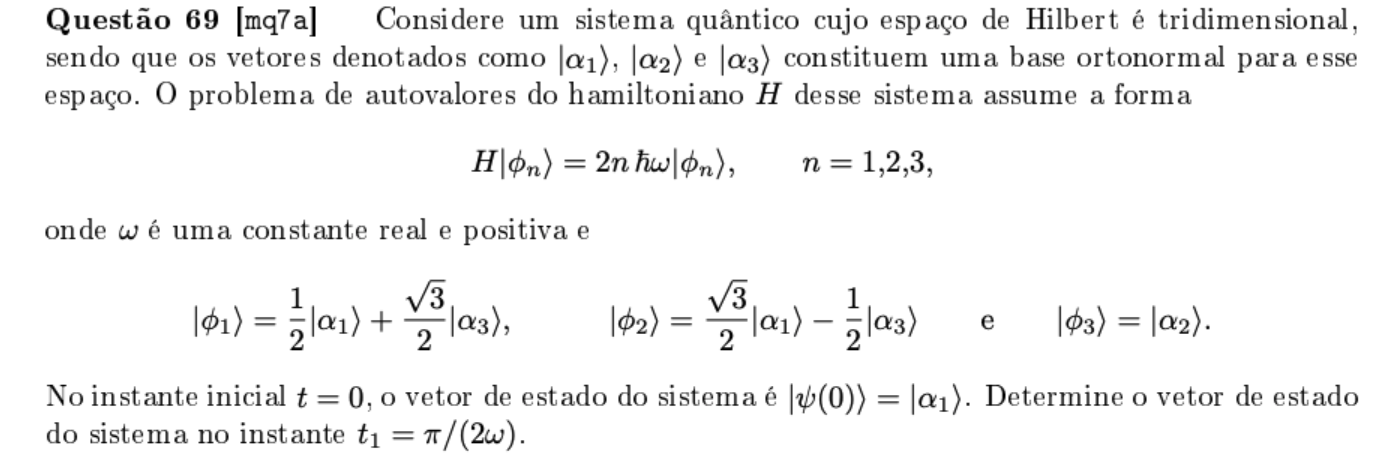 Questão 69 [mq7a] Considere um sistema quântico cujo espaço de Hilbert é tridimensional,
sendo que os vetores denotados como |α₁⟩, |α₂⟩ e |α₃⟩ constituem uma base ortonormal para esse
espaço. O problema de autovalores do hamiltoniano H desse sistema assume a forma
H|ϕₙ⟩ = 2n ħω|ϕₙ⟩, n = 1,2,3,
onde ω é uma constante real e positiva e
|ϕ₁⟩ = 1/2|α₁⟩ + √3/2|α₃⟩, |ϕ₂⟩ = √3/2|α₁⟩ − 1/2|α₃⟩ e |ϕ₃⟩ = |α₂⟩.
No instante inicial t = 0, o vetor de estado do sistema é |ψ(0)⟩ = |α₁⟩. Determine o vetor de estado
do sistema no instante t₁ = π/(2ω).